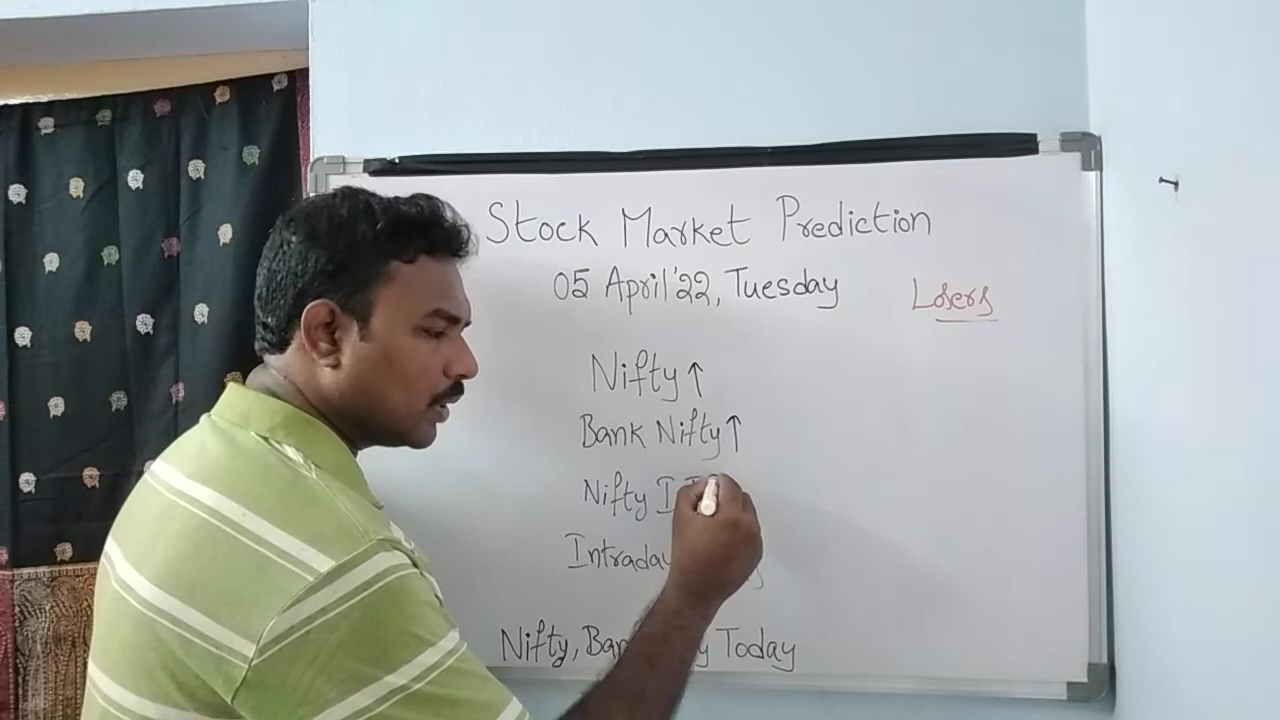 Stock Market Prediction
05 April'22, Tuesday
Losers
Nifty ↑
Bank Nifty ↑
Nifty I
Intraday
Nifty, Today